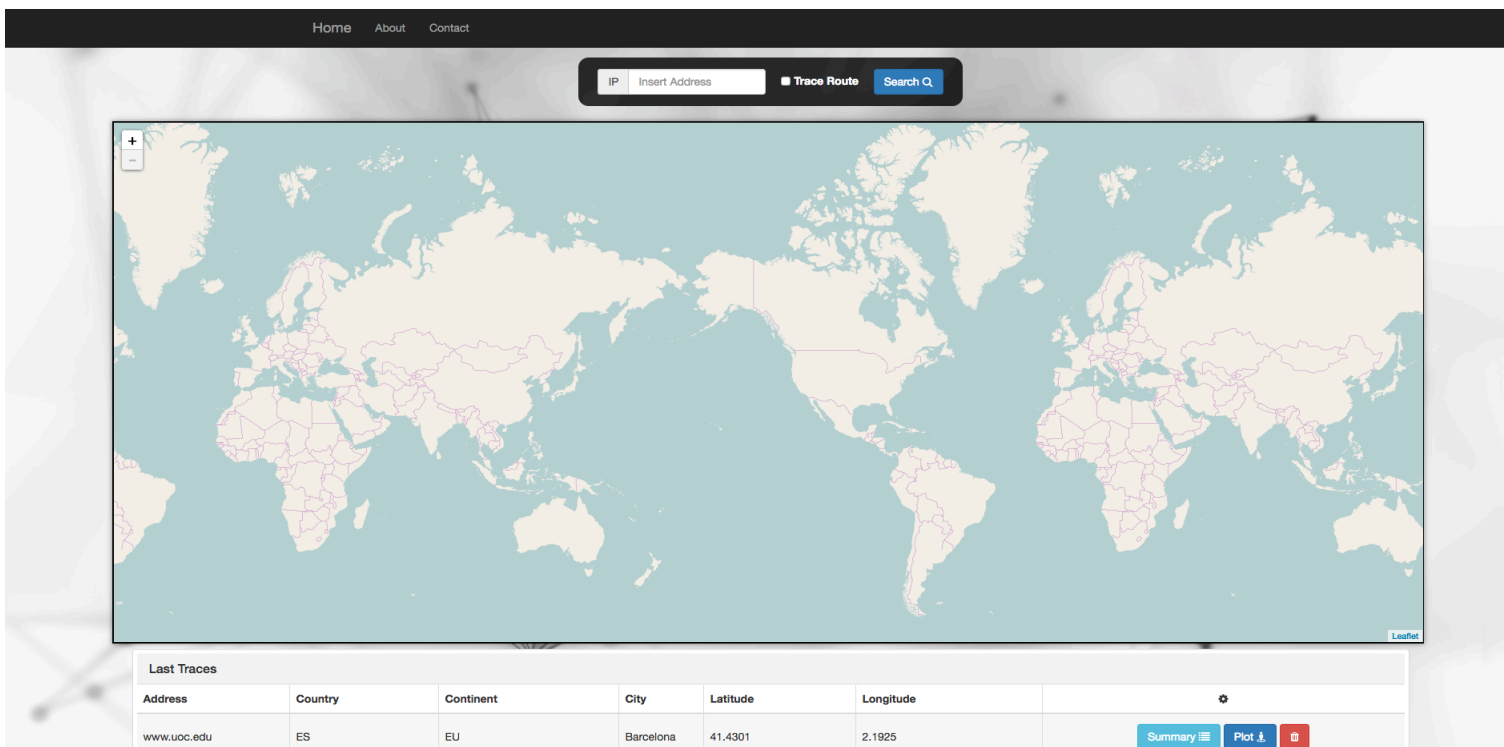 Home About Contact
IP Insert Address Trace Route Search
+
−
Leaflet
Last Traces
Address Country Continent City Latitude Longitude
www.uoc.edu ES EU Barcelona 41.4301 2.1925 Summary Plot